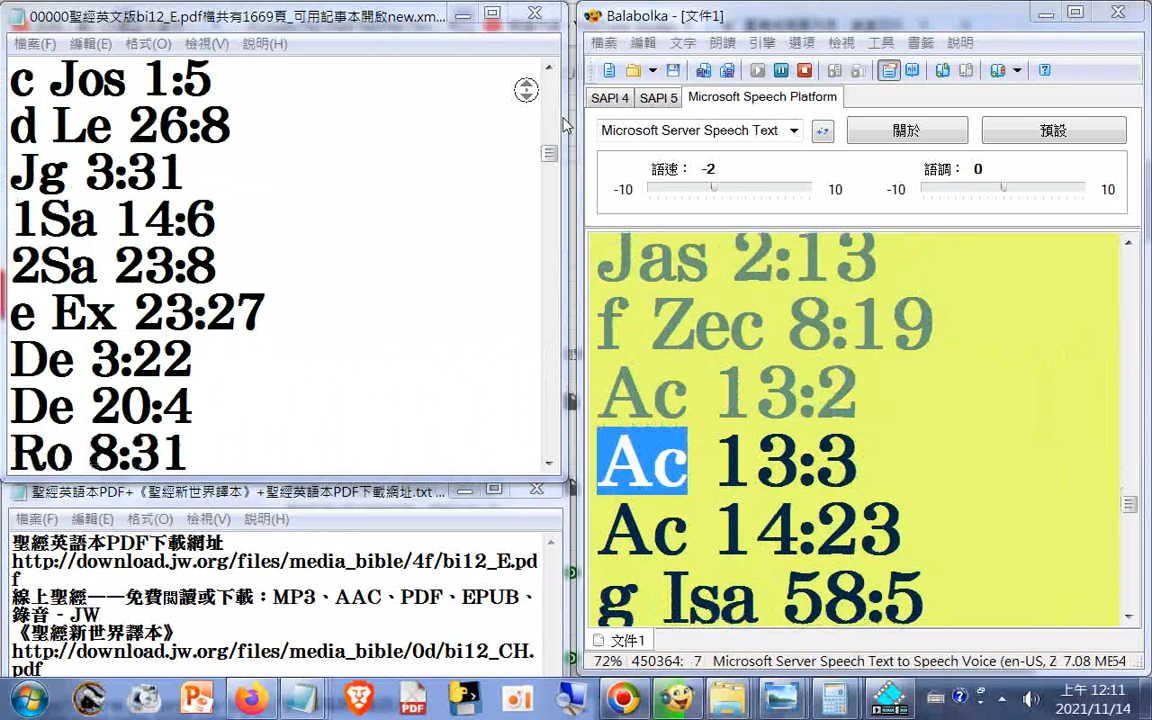 00000聖經英文版bi12_E.pdf檔共有1669頁_可用記事本開啟new.xm...
檔案(F) 編輯(E) 格式(O) 檢視(V) 說明(H)
c Jos 1:5
d Le 26:8
Jg 3:31
1Sa 14:6
2Sa 23:8
e Ex 23:27
De 3:22
De 20:4
Ro 8:31
聖經英語本PDF+《聖經新世界譯本》+聖經英語本PDF下載網址.txt ...
檔案(F) 編輯(E) 格式(O) 檢視(V) 說明(H)
聖經英語本PDF下載網址
http://download.jw.org/files/media_bible/4f/bi12_E.pd
f
線上聖經——免費閱讀或下載：MP3、AAC、PDF、EPUB、
錄音 - JW
《聖經新世界譯本》
http://download.jw.org/files/media_bible/0d/bi12_CH.
pdf
Balabolka - [文件1]
檔案 編輯 文字 朗讀 引擎 選項 檢視 工具 書籤 說明
SAPI 4 SAPI 5 Microsoft Speech Platform
Microsoft Server Speech Text 關於 預設
語速： -2 語調： 0
-10 10 -10 10
Jas 2:13
f Zec 8:19
Ac 13:2
Ac 13:3
Ac 14:23
g Isa 58:5
文件1
72% 450364: 7 Microsoft Server Speech Text to Speech Voice (en-US, Z 7.08 ME54
PDF
上午 12:11
2021/11/14